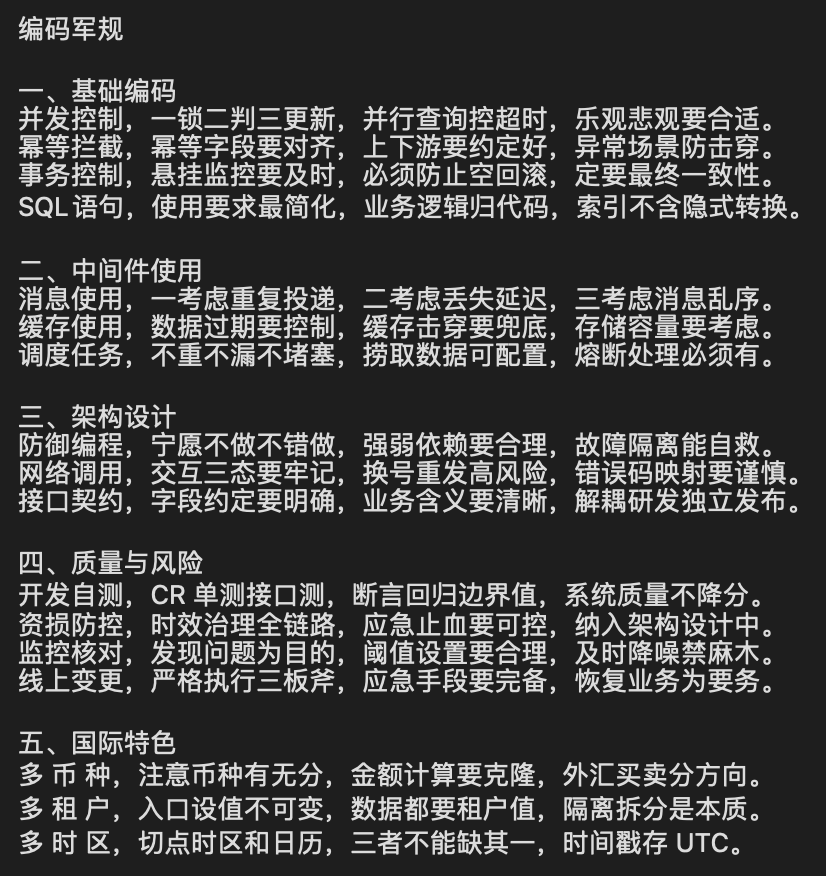 编码军规
一、基础编码
并发控制，一锁二判三更新，并行查询控超时，乐观悲观要合适。
幂等拦截，幂等字段要对齐，上下游要约定好，异常场景防击穿。
事务控制，悬挂监控要及时，必须防止空回滚，定要最终一致性。
SQL 语句，使用要求最简化，业务逻辑归代码，索引不含隐式转换。
二、中间件使用
消息使用，一考虑重复投递，二考虑丢失延迟，三考虑消息乱序。
缓存使用，数据过期要控制，缓存击穿要兜底，存储容量要考虑。
调度任务，不重不漏不堵塞，捞取数据可配置，熔断处理必须有。
三、架构设计
防御编程，宁愿不做不错做，强弱依赖要合理，故障隔离能自救。
网络调用，交互三态要牢记，换号重发高风险，错误码映射要谨慎。
接口契约，字段约定要明确，业务含义要清晰，解耦研发独立发布。
四、质量与风险
开发自测，CR 单测接口测，断言回归边界值，系统质量不降分。
资损防控，时效治理全链路，应急止血要可控，纳入架构设计中。
监控核对，发现问题为目的，阈值设置要合理，及时降噪禁麻木。
线上变更，严格执行三板斧，应急手段要完备，恢复业务为要务。
五、国际特色
多 币 种，注意币种有无分，金额计算要克隆，外汇买卖分方向。
多 租 户，入口设值不可变，数据都要租户值，隔离拆分是本质。
多 时 区，切点时区和日历，三者不能缺其一，时间戳存 UTC。